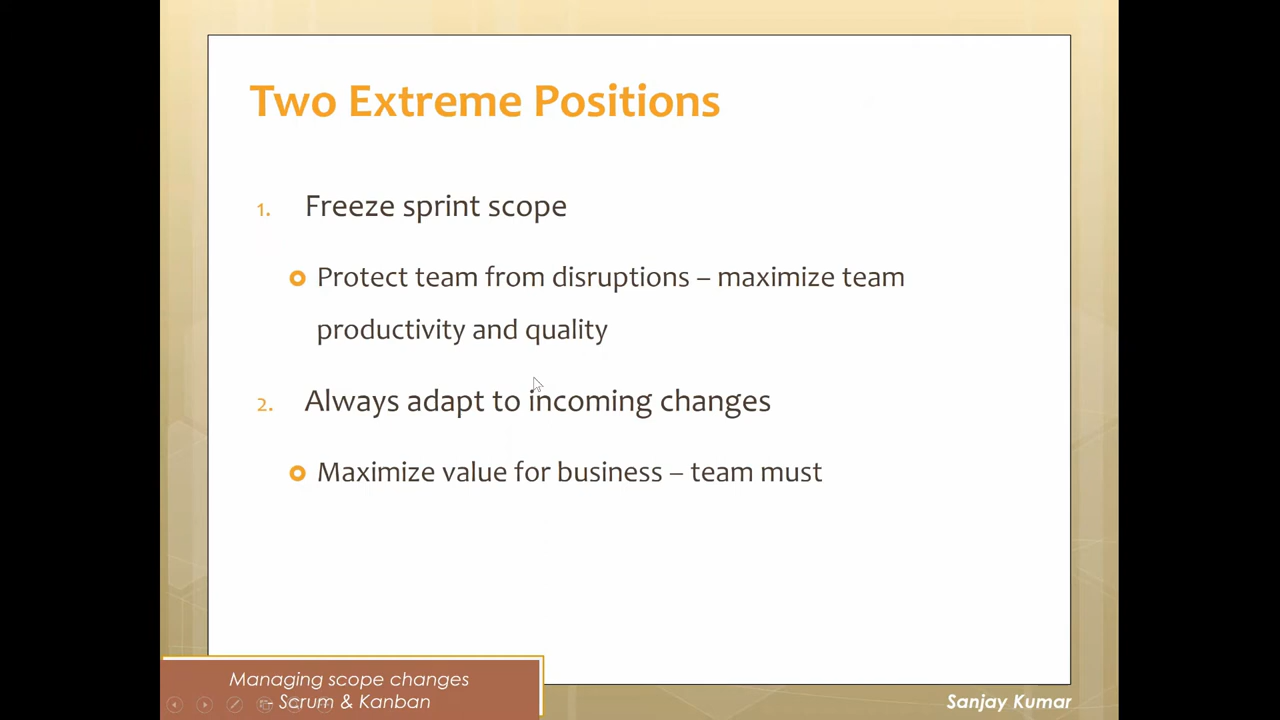 Two Extreme Positions
1. Freeze sprint scope
Protect team from disruptions – maximize team
productivity and quality
2. Always adapt to incoming changes
Maximize value for business – team must
Managing scope changes
- Scrum & Kanban
Sanjay Kumar